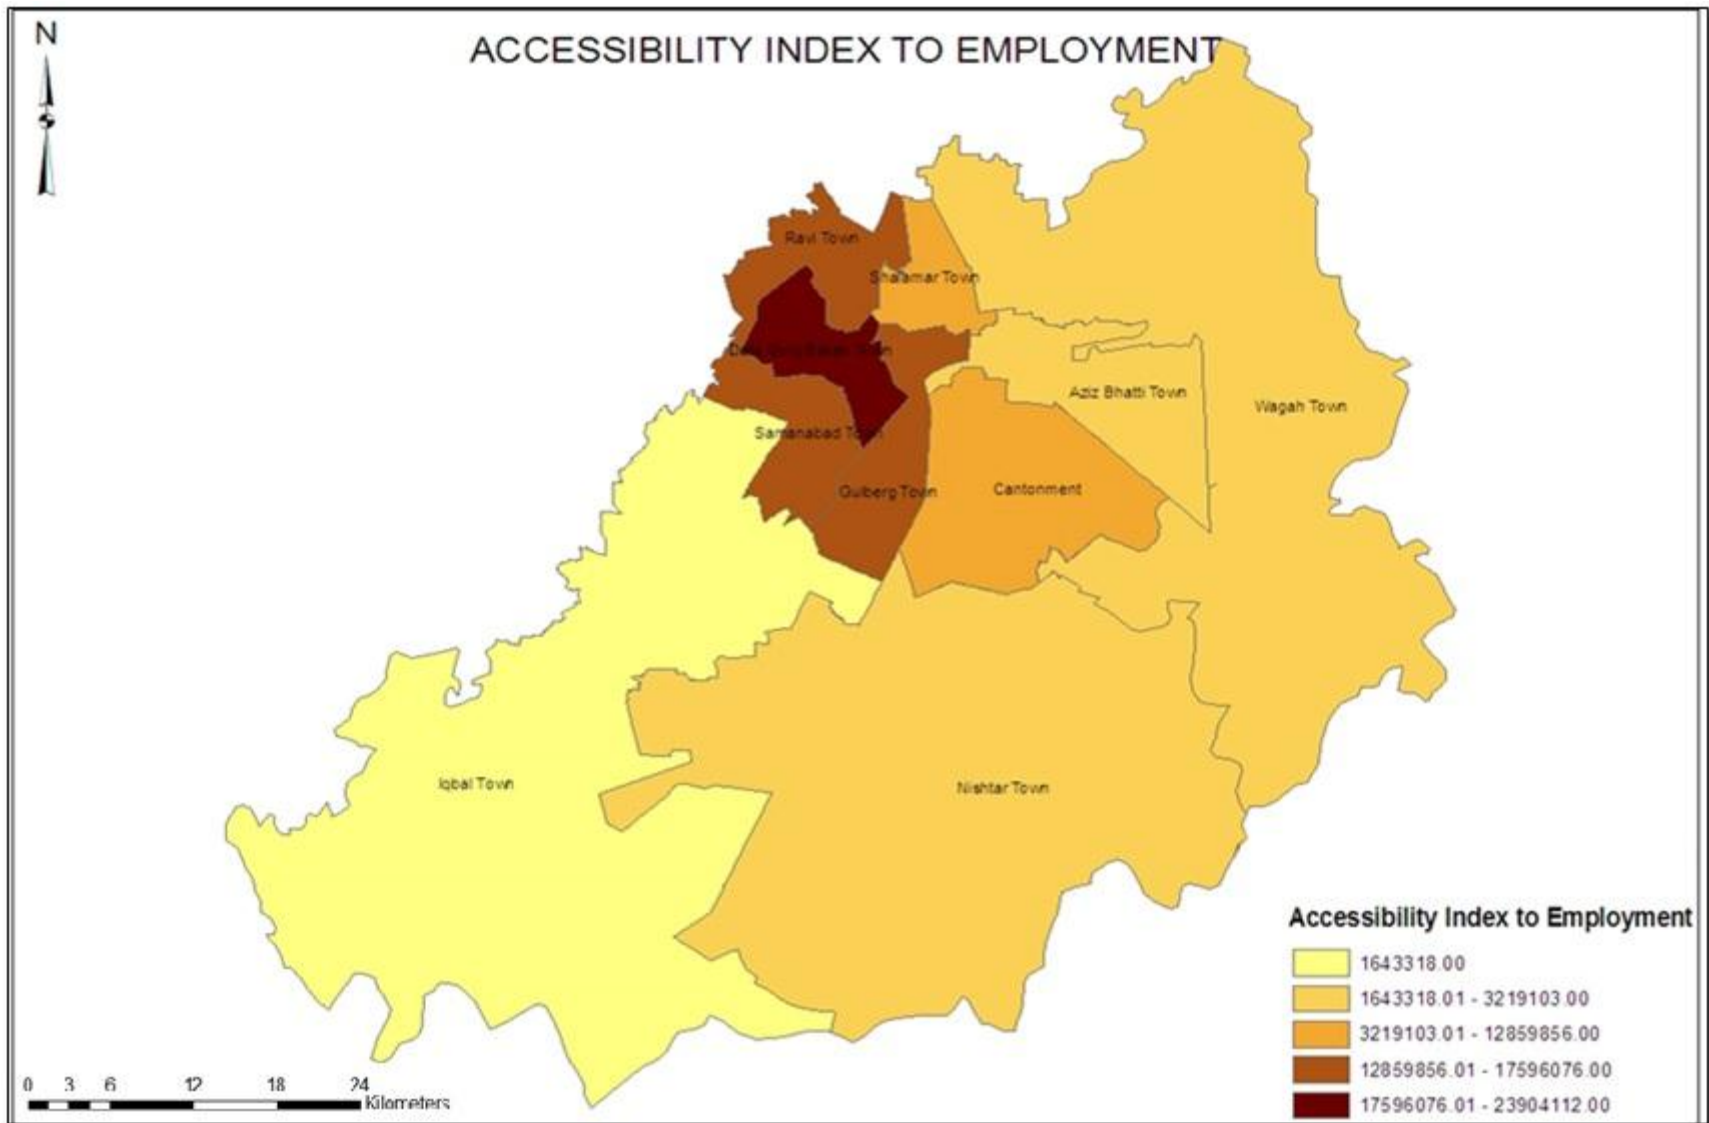 N
ACCESSIBILITY INDEX TO EMPLOYMENT
Ravi Town
Shalamar Town
Town
Aziz Bhatti Town
Wagah Town
Samanabad Town
Gulberg Town
Cantonment
Iqbal Town
Nishtar Town
Accessibility Index to Employment
1643318.00
1643318.01 - 3219103.00
3219103.01 - 12859856.00
12859856.01 - 17596076.00
17596076.01 - 23904112.00
0 3 6 12 18 24
Kilometers